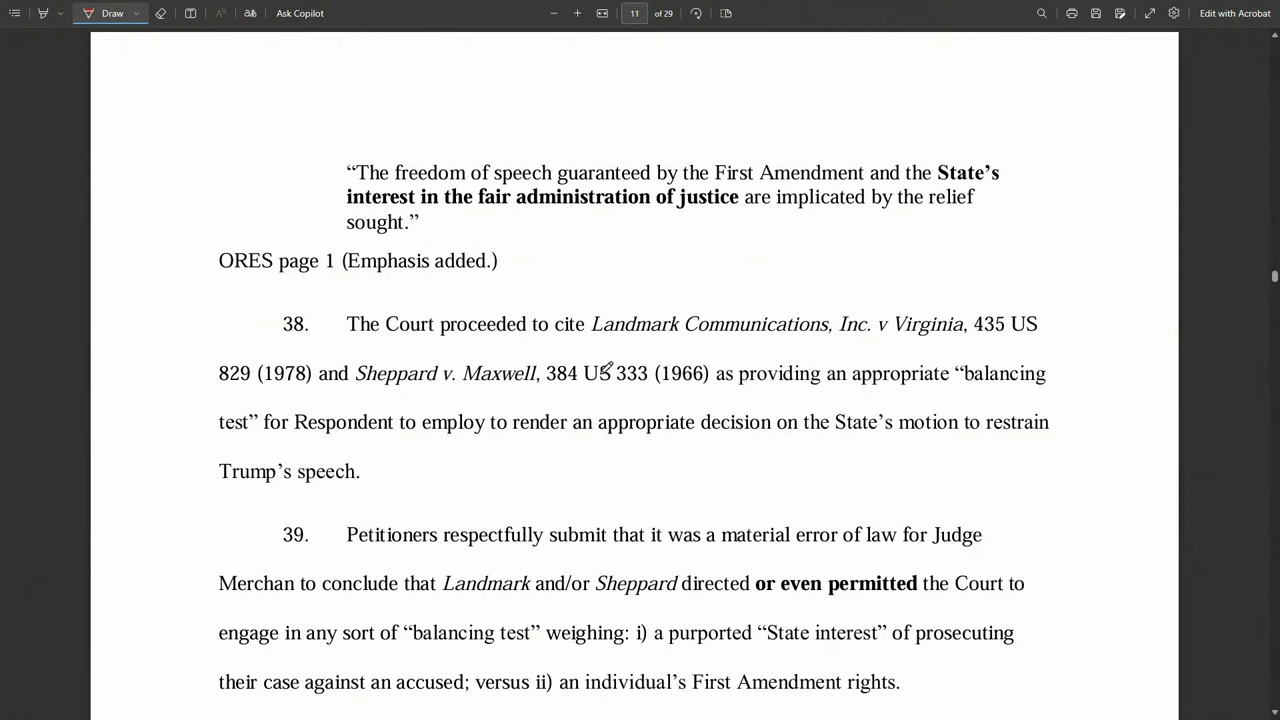 Draw
Ask Copilot
11 of 29
Edit with Acrobat
“The freedom of speech guaranteed by the First Amendment and the State’s
interest in the fair administration of justice are implicated by the relief
sought.”
ORES page 1 (Emphasis added.)
38. The Court proceeded to cite Landmark Communications, Inc. v Virginia, 435 US
829 (1978) and Sheppard v. Maxwell, 384 US 333 (1966) as providing an appropriate “balancing
test” for Respondent to employ to render an appropriate decision on the State’s motion to restrain
Trump’s speech.
39. Petitioners respectfully submit that it was a material error of law for Judge
Merchan to conclude that Landmark and/or Sheppard directed or even permitted the Court to
engage in any sort of “balancing test” weighing: i) a purported “State interest” of prosecuting
their case against an accused; versus ii) an individual’s First Amendment rights.